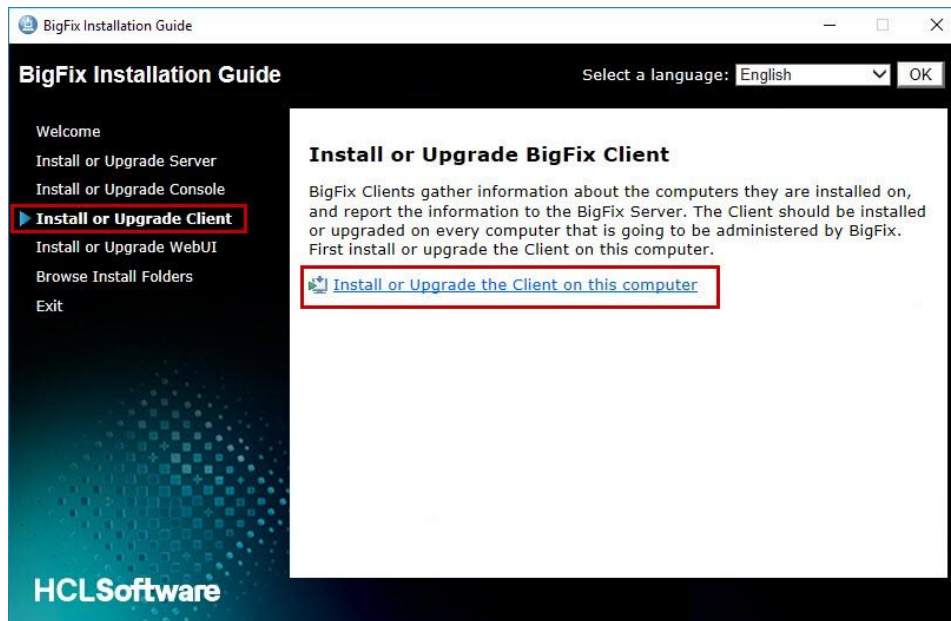 BigFix Installation Guide
BigFix Installation Guide
Select a language: English OK
Welcome
Install or Upgrade Server
Install or Upgrade Console
Install or Upgrade Client
Install or Upgrade WebUI
Browse Install Folders
Exit
Install or Upgrade BigFix Client
BigFix Clients gather information about the computers they are installed on,
and report the information to the BigFix Server. The Client should be installed
or upgraded on every computer that is going to be administered by BigFix.
First install or upgrade the Client on this computer.
Install or Upgrade the Client on this computer
HCLSoftware